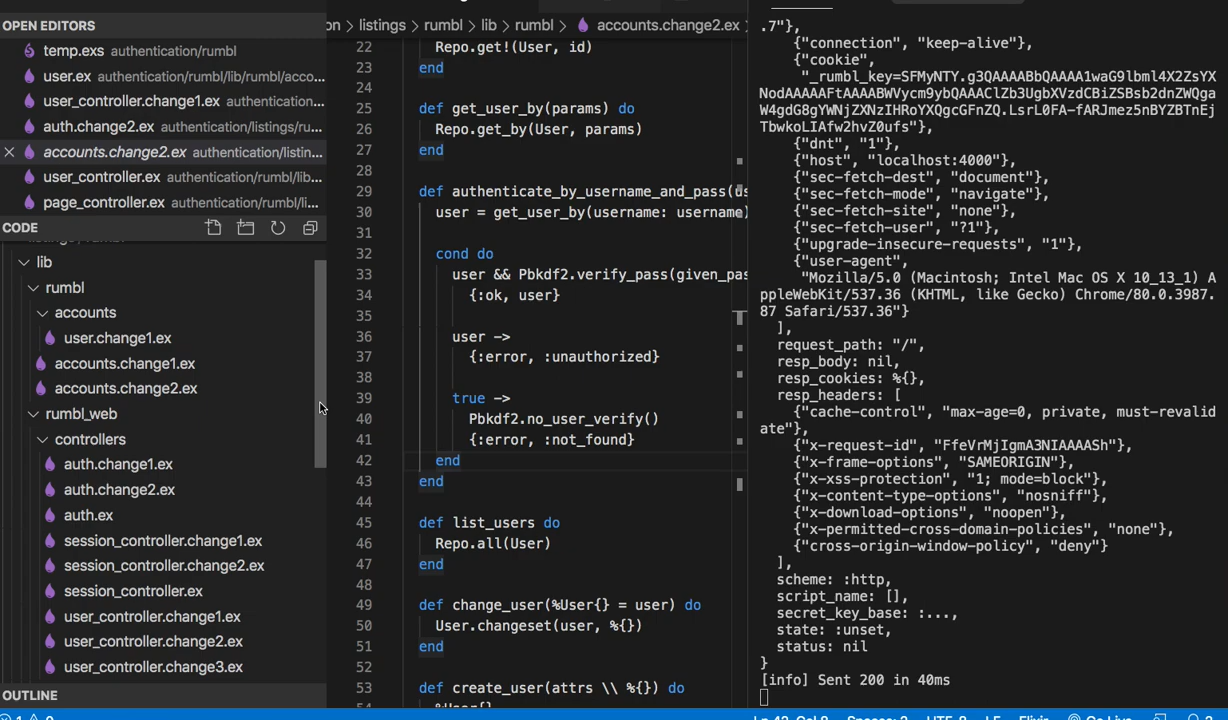 OPEN EDITORS
temp.exs authentication/rumbl
user.ex authentication/rumbl/lib/rumbl/acco...
user_controller.change1.ex authentication...
auth.change2.ex authentication/listings/ru...
accounts.change2.ex authentication/listin...
user_controller.ex authentication/rumbl/lib...
page_controller.ex authentication/rumbl/li...
CODE
lib
rumbl
accounts
user.change1.ex
accounts.change1.ex
accounts.change2.ex
rumbl_web
controllers
auth.change1.ex
auth.change2.ex
auth.ex
session_controller.change1.ex
session_controller.change2.ex
session_controller.ex
user_controller.change1.ex
user_controller.change2.ex
user_controller.change3.ex
OUTLINE
on > listings > rumbl > lib > rumbl > accounts.change2.ex
22 Repo.get!(User, id)
23 end
24
25 def get_user_by(params) do
26 Repo.get_by(User, params)
27 end
28
29 def authenticate_by_username_and_pass(
30 user = get_user_by(username: username)
31
32 cond do
33 user && Pbkdf2.verify_pass(given_pas
34 {:ok, user}
35
36 user ->
37 {:error, :unauthorized}
38
39 true ->
40 Pbkdf2.no_user_verify()
41 {:error, :not_found}
42 end
43 end
44
45 def list_users do
46 Repo.all(User)
47 end
48
49 def change_user(%User{} = user) do
50 User.changeset(user, %{})
51 end
52
53 def create_user(attrs \\ %{}) do
54 %User{}
.7"},
{"connection", "keep-alive"},
{"cookie",
"_rumbl_key=SFMyNTY.g3QAAAABbQAAAA1waG9lbml4X2ZsYX
NodAAAAAFtAAAABWVycm9ybQAAAClZb3UgbXVzdCBiZSBsb2dnZWQga
W4gdG8gYWNjZXNzIHRoYXQgcGFnZQ.LsrL0FA-fARJmez5nBYZBTnEj
TbwkoLIAfw2hvZ0ufs"},
{"dnt", "1"},
{"host", "localhost:4000"},
{"sec-fetch-dest", "document"},
{"sec-fetch-mode", "navigate"},
{"sec-fetch-site", "none"},
{"sec-fetch-user", "?1"},
{"upgrade-insecure-requests", "1"},
{"user-agent",
"Mozilla/5.0 (Macintosh; Intel Mac OS X 10_13_1) A
ppleWebKit/537.36 (KHTML, like Gecko) Chrome/80.0.3987.
87 Safari/537.36"}
],
request_path: "/",
resp_body: nil,
resp_cookies: %{},
resp_headers: [
{"cache-control", "max-age=0, private, must-revalid
ate"},
{"x-request-id", "FfeVrMjIgmA3NIAAAASh"},
{"x-frame-options", "SAMEORIGIN"},
{"x-xss-protection", "1; mode=block"},
{"x-content-type-options", "nosniff"},
{"x-download-options", "noopen"},
{"x-permitted-cross-domain-policies", "none"},
{"cross-origin-window-policy", "deny"}
],
scheme: :http,
script_name: [],
secret_key_base: :...,
state: :unset,
status: nil
}
[info] Sent 200 in 40ms